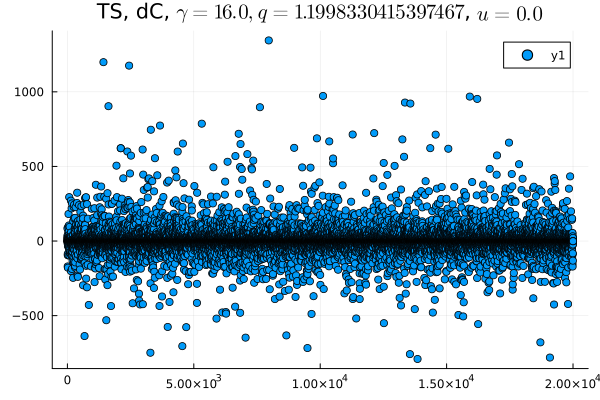 TS, dC, γ = 16.0, q = 1.1998330415397467, u = 0.0
y1
1000
500
0
−500
0 5.00×10³ 1.00×10⁴ 1.50×10⁴ 2.00×10⁴